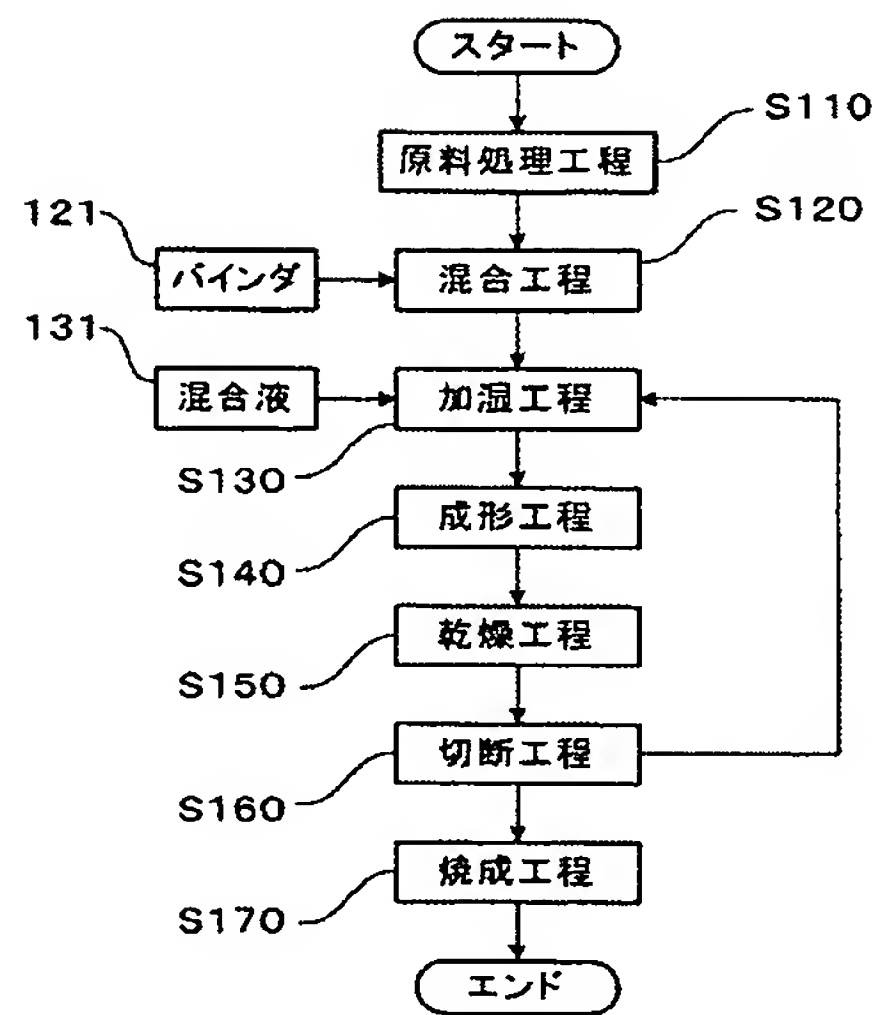 スタート
S110
原料処理工程
121
S120
バインダ
混合工程
131
混合液
加湿工程
S130
成形工程
S140
乾燥工程
S150
切断工程
S160
焼成工程
S170
エンド